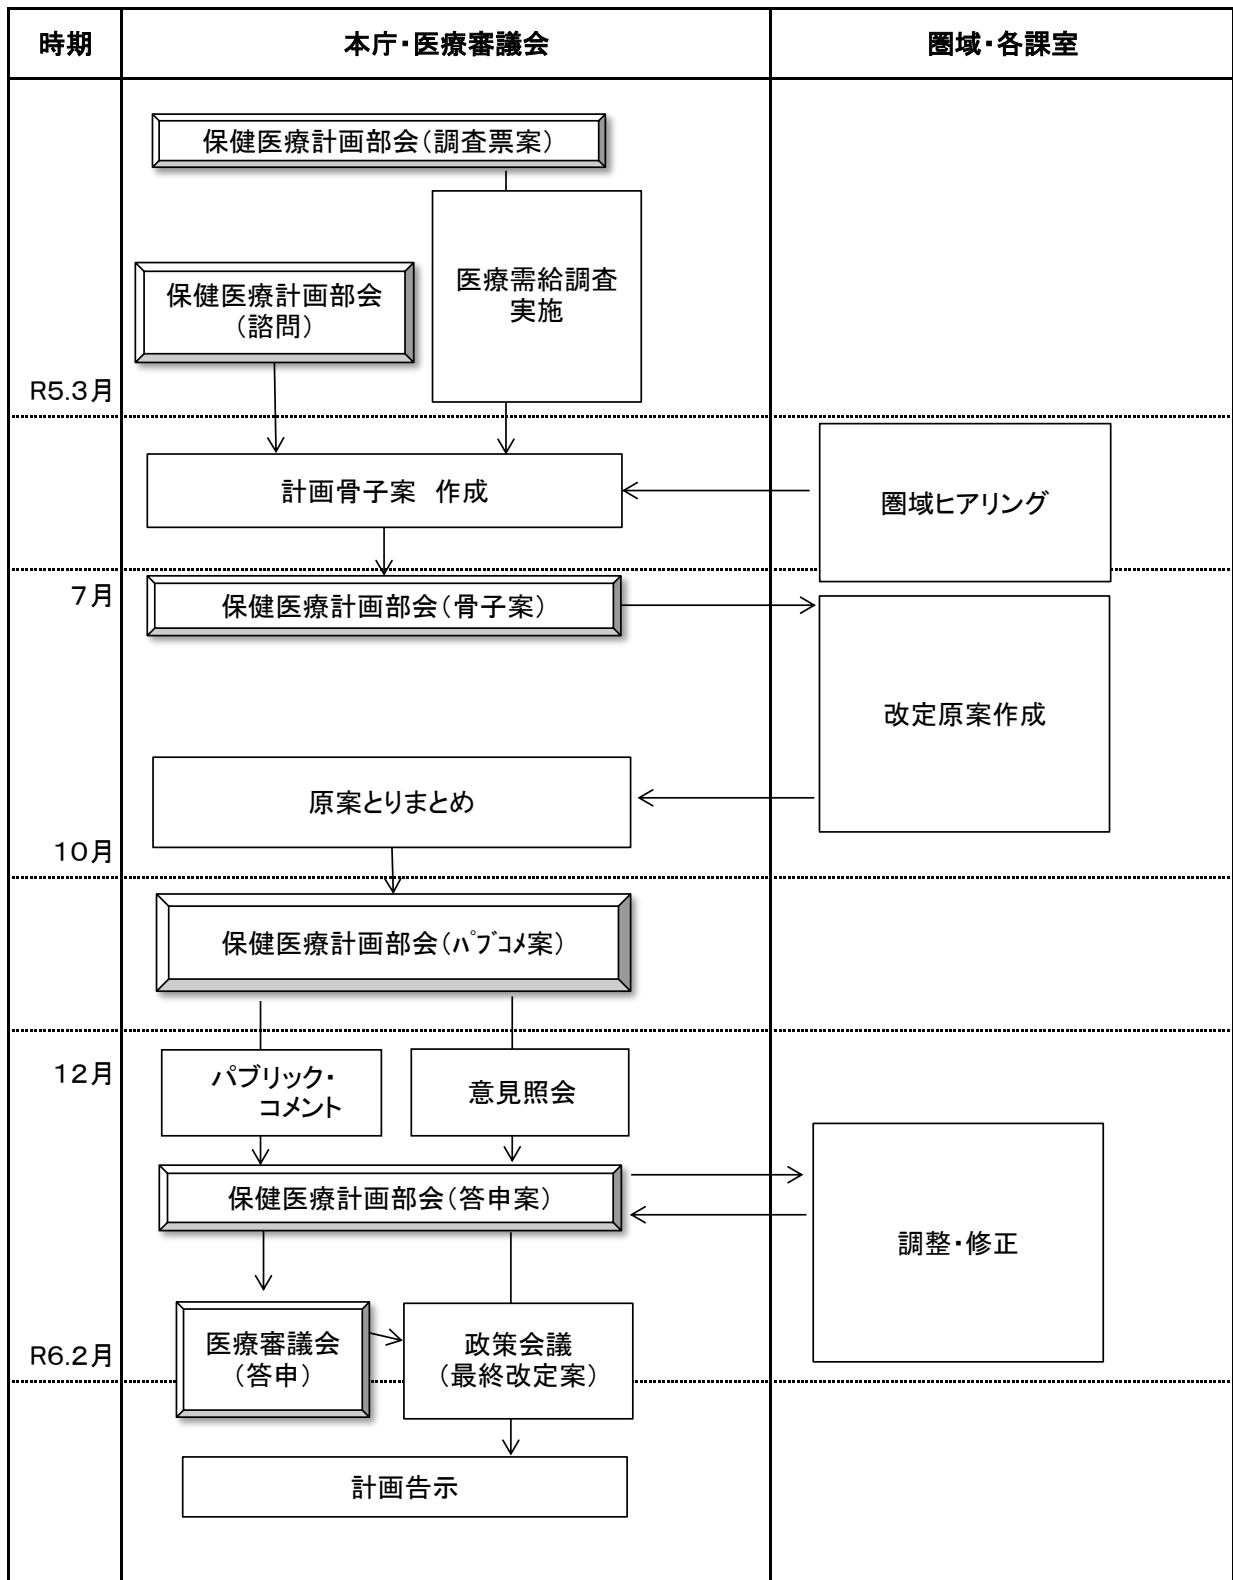 時期
本庁・医療審議会
圏域・各課室
保健医療計画部会（調査票案）
医療需給調査
実施
保健医療計画部会
（諮問）
R5.3月
計画骨子案　作成
圏域ヒアリング
7月
保健医療計画部会（骨子案）
改定原案作成
原案とりまとめ
10月
保健医療計画部会（ﾊﾟﾌﾞｺﾒ案）
12月
パブリック・
コメント
意見照会
保健医療計画部会（答申案）
調整・修正
医療審議会
（答申）
政策会議
（最終改定案）
R6.2月
計画告示